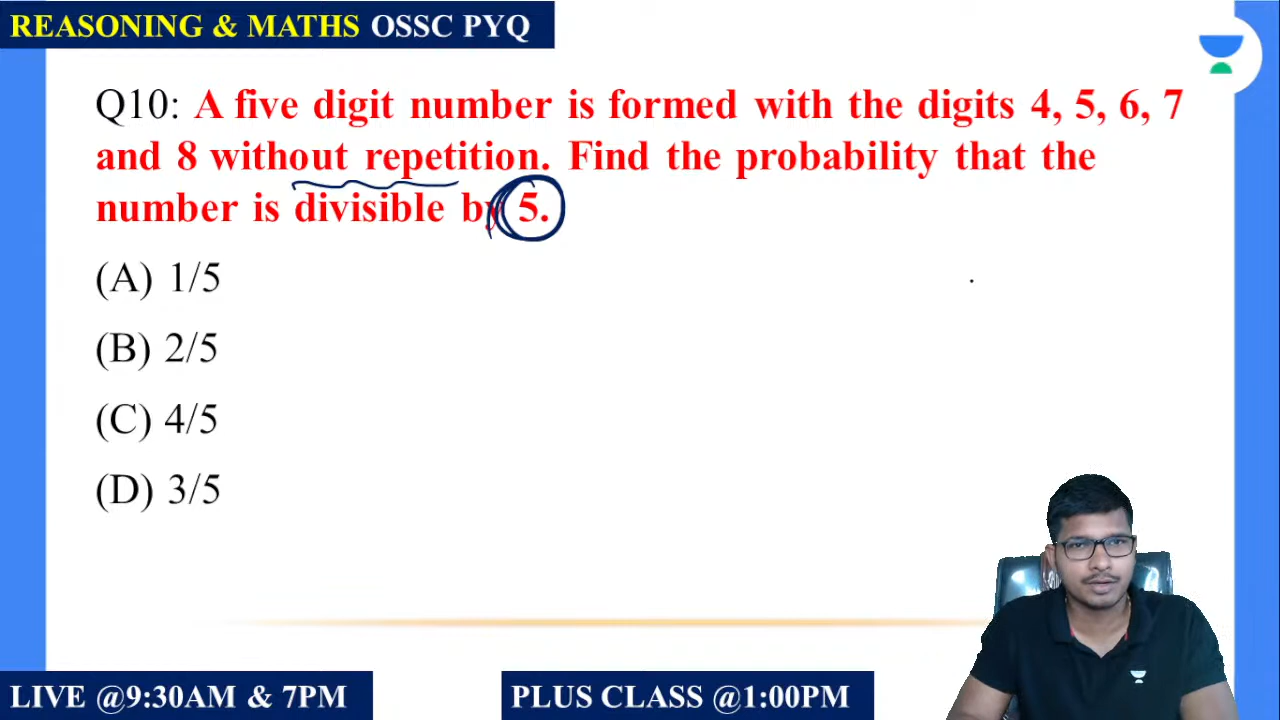 REASONING & MATHS OSSC PYQ
Q10: A five digit number is formed with the digits 4, 5, 6, 7
and 8 without repetition. Find the probability that the
number is divisible by 5.
(A) 1/5
(B) 2/5
(C) 4/5
(D) 3/5
LIVE @9:30AM & 7PM
PLUS CLASS @1:00PM